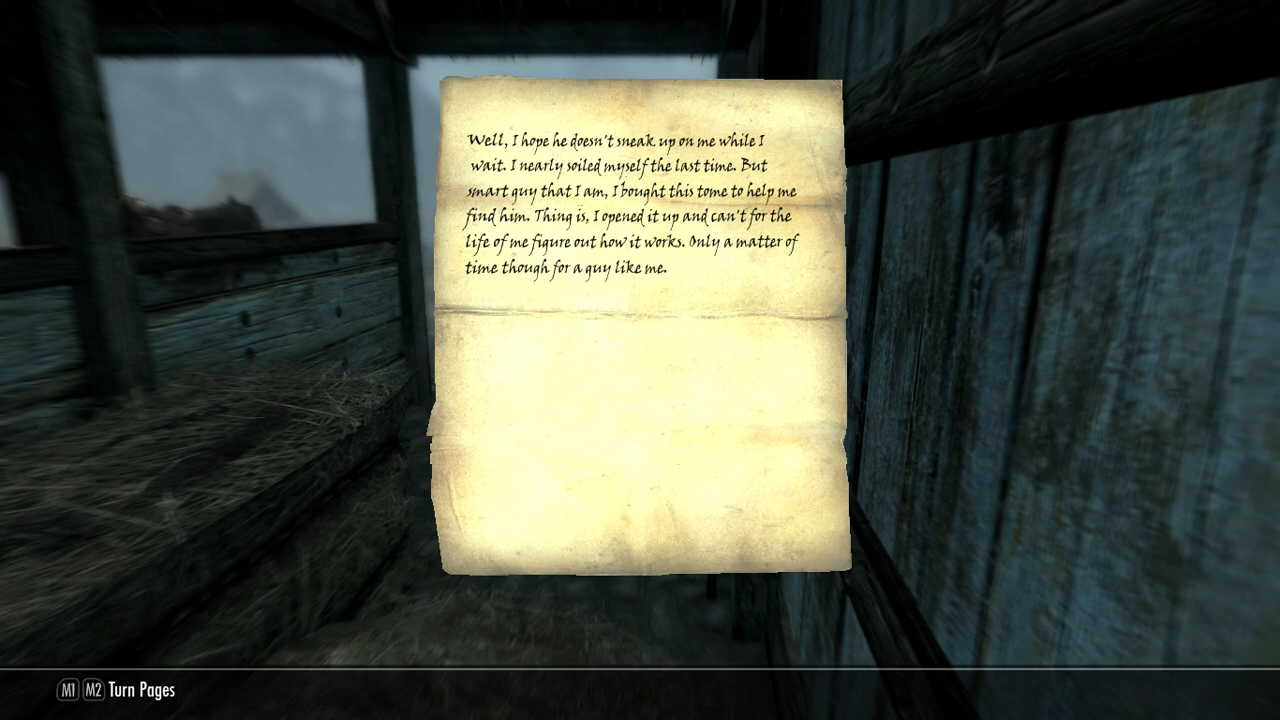 Well, I hope he doesn't sneak up on me while I
wait. I nearly soiled myself the last time. But
smart guy that I am, I bought this tome to help me
find him. Thing is, I opened it up and can't for the
life of me figure out how it works. Only a matter of
time though for a guy like me.
M1 M2 Turn Pages